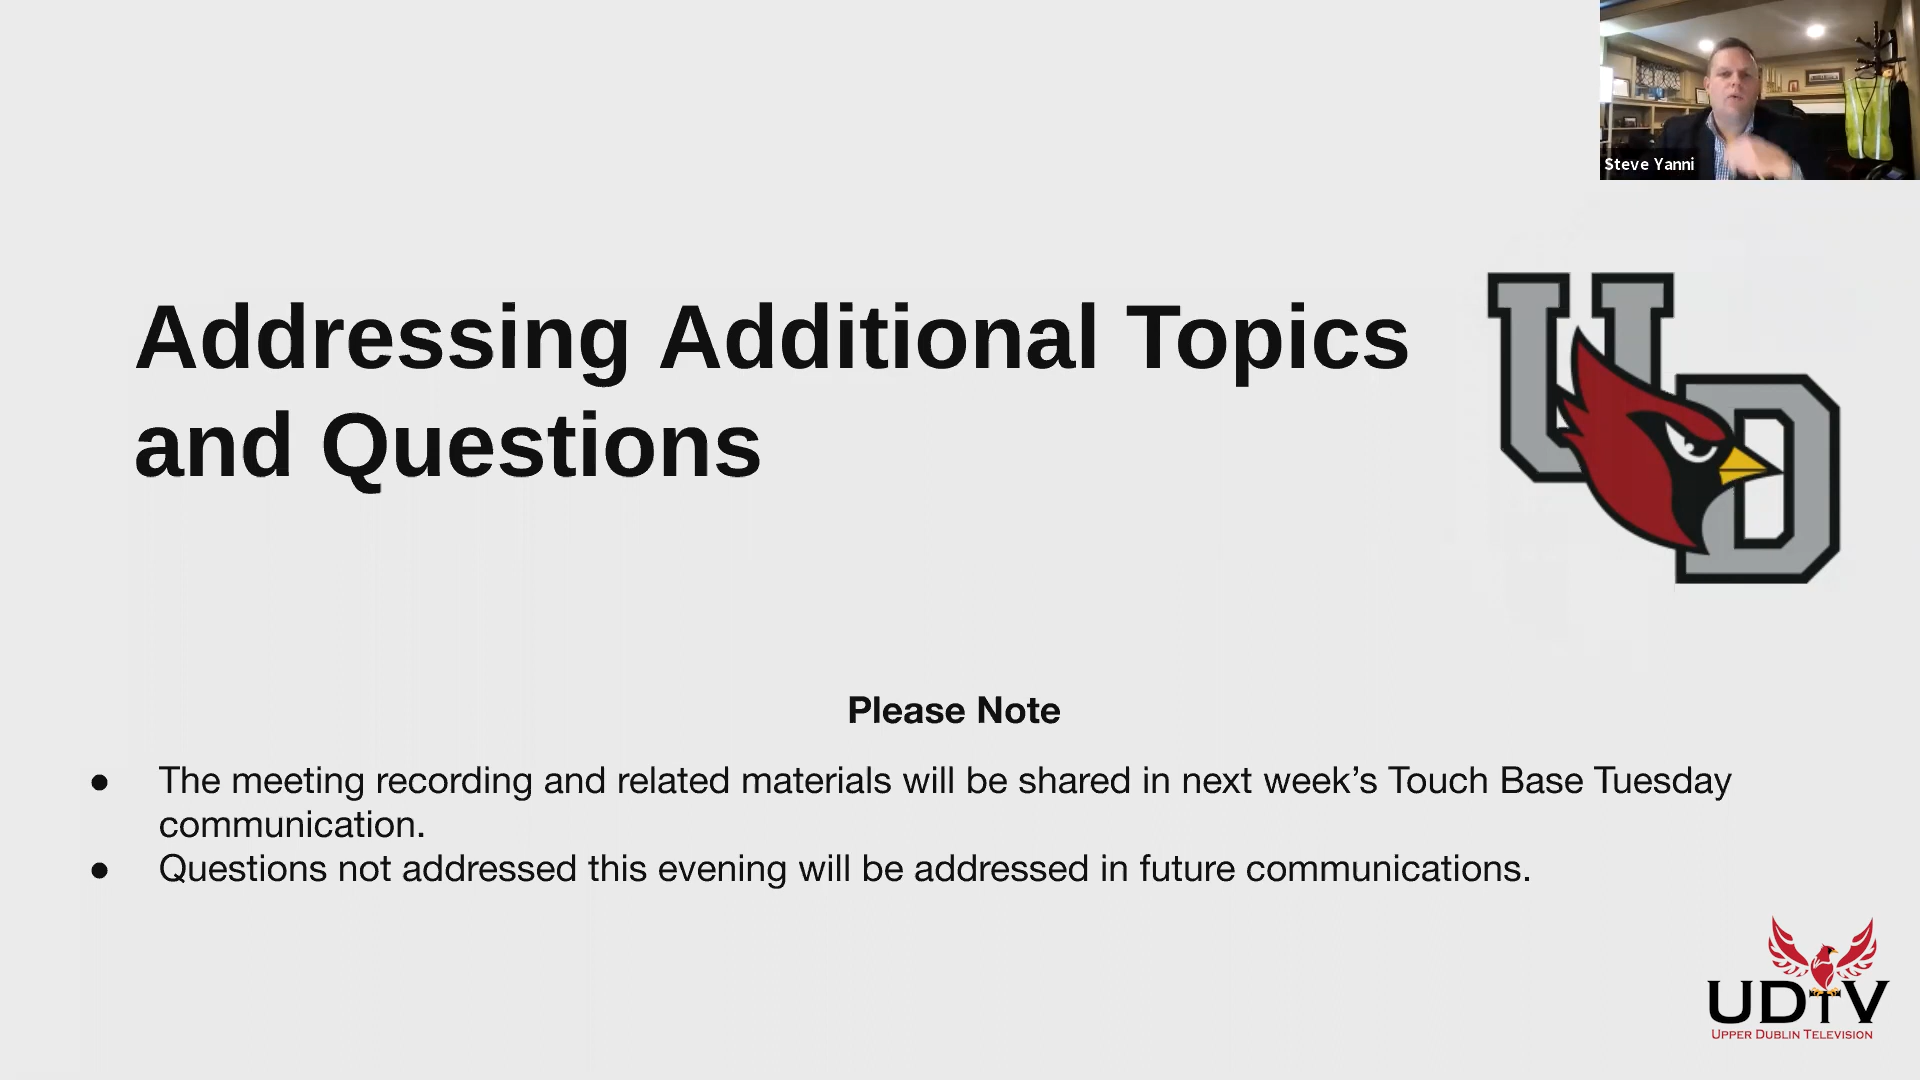 Steve Yanni
Addressing Additional Topics
and Questions
UD
Please Note
● The meeting recording and related materials will be shared in next week’s Touch Base Tuesday
communication.
● Questions not addressed this evening will be addressed in future communications.
UDTV
UPPER DUBLIN TELEVISION